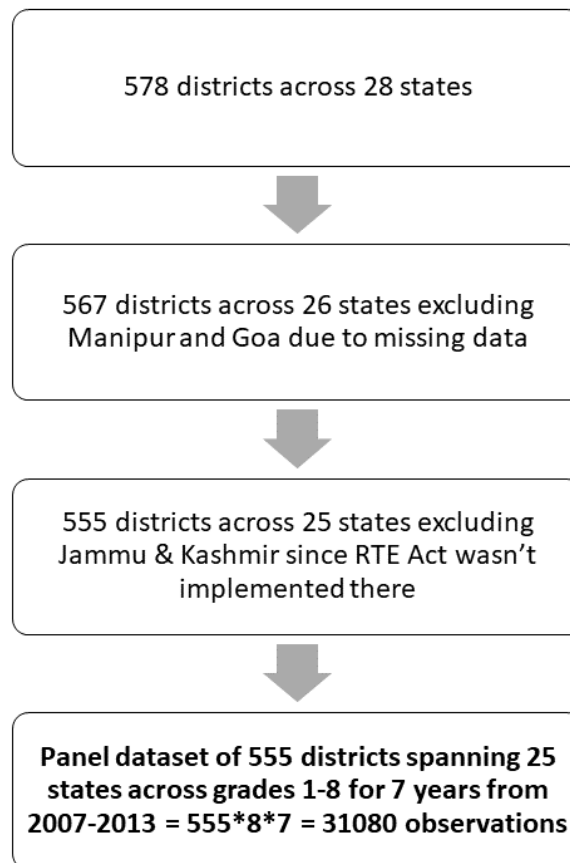 578 districts across 28 states
567 districts across 26 states excluding
Manipur and Goa due to missing data
555 districts across 25 states excluding
Jammu & Kashmir since RTE Act wasn’t
implemented there
Panel dataset of 555 districts spanning 25
states across grades 1-8 for 7 years from
2007-2013 = 555*8*7 = 31080 observations